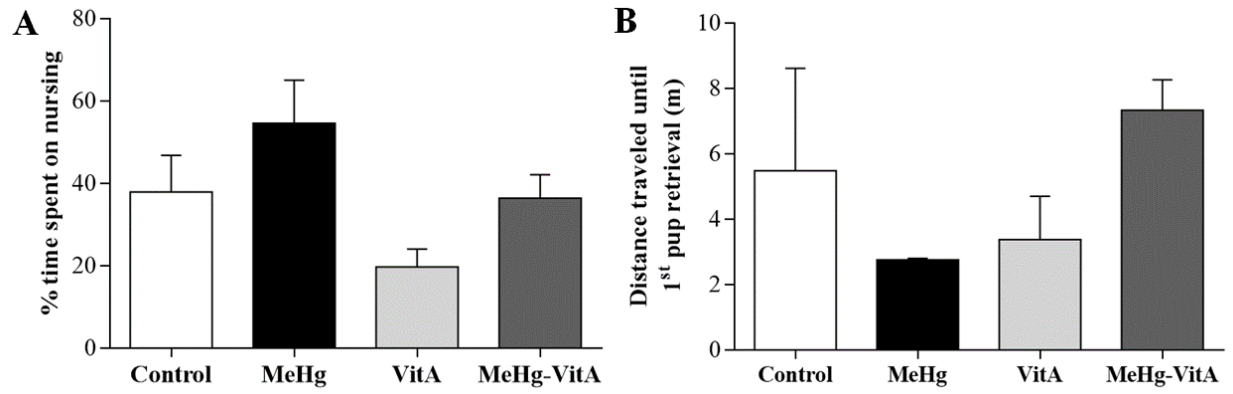 A
% time spent on nursing
80
60
40
20
0
Control MeHg VitA MeHg-VitA
B
Distance traveled until
1st pup retrieval (m)
10
8
6
4
2
0
Control MeHg VitA MeHg-VitA